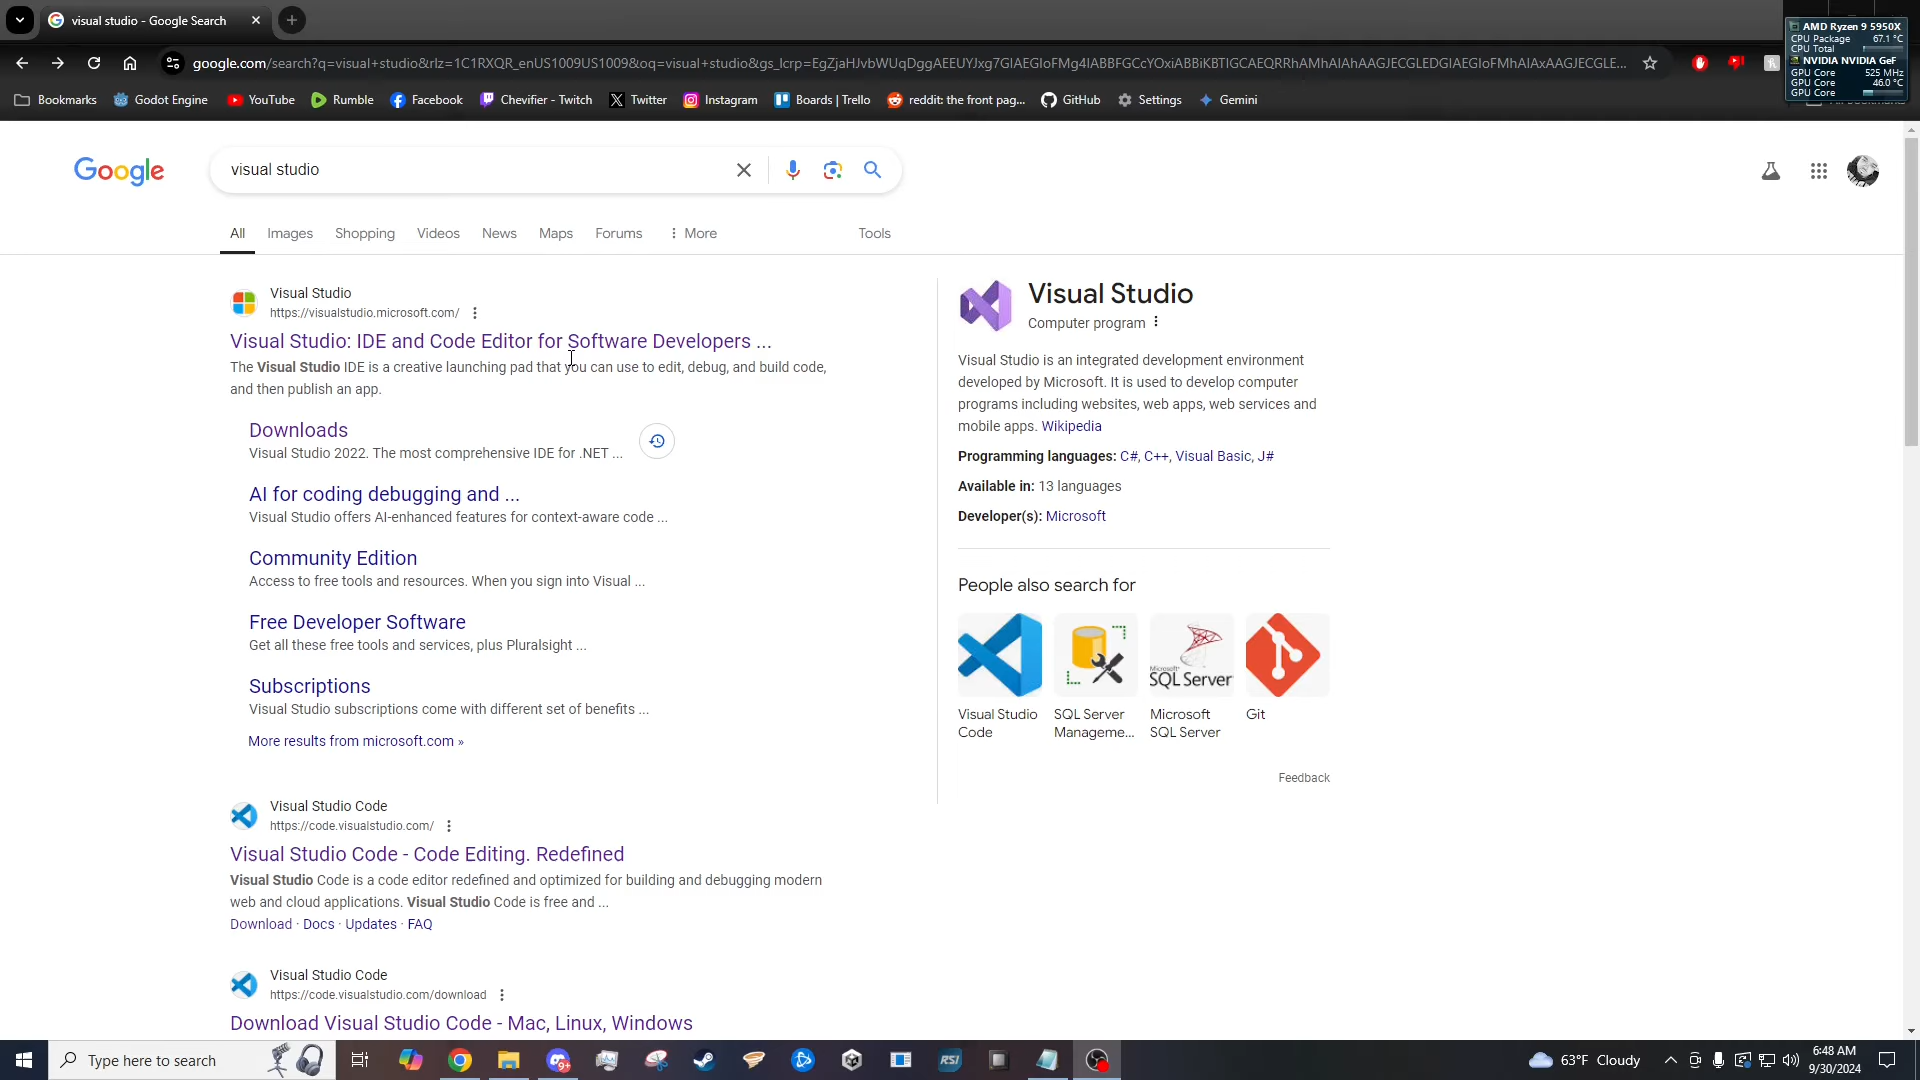 visual studio - Google Search
google.com/search?q=visual+studio&rlz=1C1RXQR_enUS1009US1009&oq=visual+studio&gs_lcrp=EgZjaHJvbWUqDggAEEUYJxg7GIAEGIoFMg4IABBFGCcYOxiABBiKBTIGCAEQRRhAMhAIAhAAGJECGLEDGIAEGIoFMhAIAxAAGJECGLE...
Bookmarks
Godot Engine
YouTube
Rumble
Facebook
Chevifier - Twitch
Twitter
Instagram
Boards | Trello
reddit: the front pag...
GitHub
Settings
Gemini
AMD Ryzen 9 5950X
CPU Package 67.1 °C
CPU Total
NVIDIA NVIDIA GeF
GPU Core 525 MHz
GPU Core 46.0 °C
GPU Core
Google
visual studio
All
Images
Shopping
Videos
News
Maps
Forums
More
Tools
Visual Studio
https://visualstudio.microsoft.com/
Visual Studio: IDE and Code Editor for Software Developers ...
The Visual Studio IDE is a creative launching pad that you can use to edit, debug, and build code,
and then publish an app.
Downloads
Visual Studio 2022. The most comprehensive IDE for .NET ...
AI for coding debugging and ...
Visual Studio offers AI-enhanced features for context-aware code ...
Community Edition
Access to free tools and resources. When you sign into Visual ...
Free Developer Software
Get all these free tools and services, plus Pluralsight ...
Subscriptions
Visual Studio subscriptions come with different set of benefits ...
More results from microsoft.com »
Visual Studio Code
https://code.visualstudio.com/
Visual Studio Code - Code Editing. Redefined
Visual Studio Code is a code editor redefined and optimized for building and debugging modern
web and cloud applications. Visual Studio Code is free and ...
Download · Docs · Updates · FAQ
Visual Studio Code
https://code.visualstudio.com/download
Download Visual Studio Code - Mac, Linux, Windows
Visual Studio
Computer program
Visual Studio is an integrated development environment
developed by Microsoft. It is used to develop computer
programs including websites, web apps, web services and
mobile apps. Wikipedia
Programming languages: C#, C++, Visual Basic, J#
Available in: 13 languages
Developer(s): Microsoft
People also search for
Visual Studio
Code
SQL Server
Manageme...
Microsoft
SQL Server
Microsoft
SQL Server
Git
Feedback
Type here to search
9+
RSI
63°F Cloudy
6:48 AM
9/30/2024